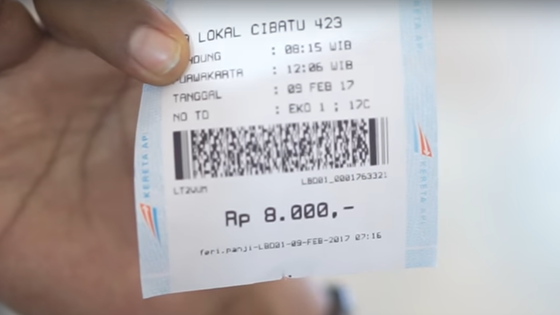 LOKAL CIBATU 423
: 08:15 WIB
: 12:06 WIB
TANGGAL : 09 FEB 17
NO TD : EKO 1 ; 17C
LT2WUM
Rp 8.000,-
feri.panji-LBD01-09-FEB-2017 07:16
KERETA API